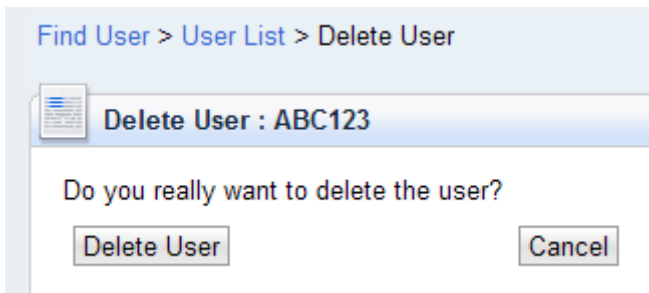 Find User > User List > Delete User
Delete User : ABC123
Do you really want to delete the user?
Delete User Cancel